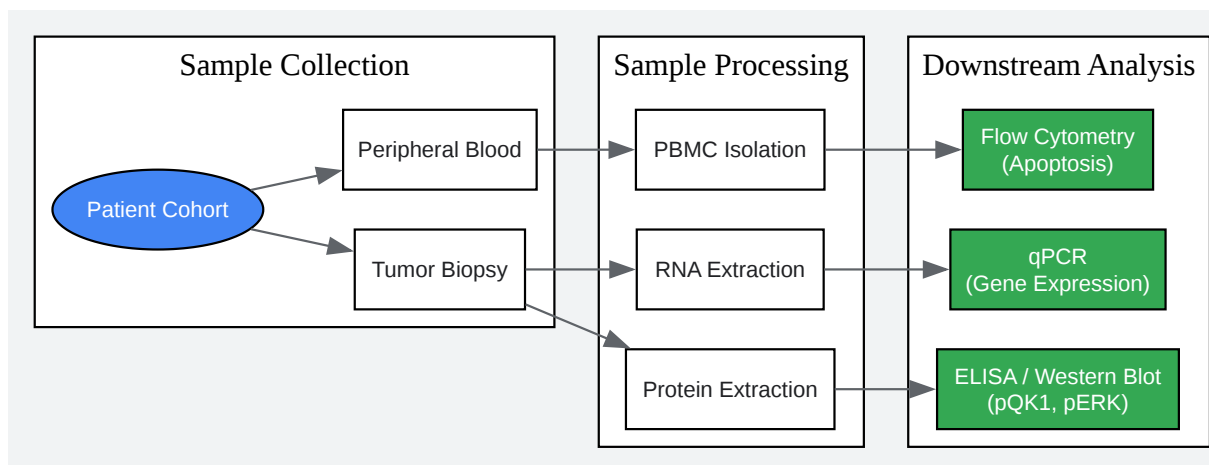 Sample Collection
Sample Processing
Downstream Analysis
Patient Cohort
Peripheral Blood
Tumor Biopsy
PBMC Isolation
RNA Extraction
Protein Extraction
Flow Cytometry
(Apoptosis)
qPCR
(Gene Expression)
ELISA / Western Blot
(pQK1, pERK)